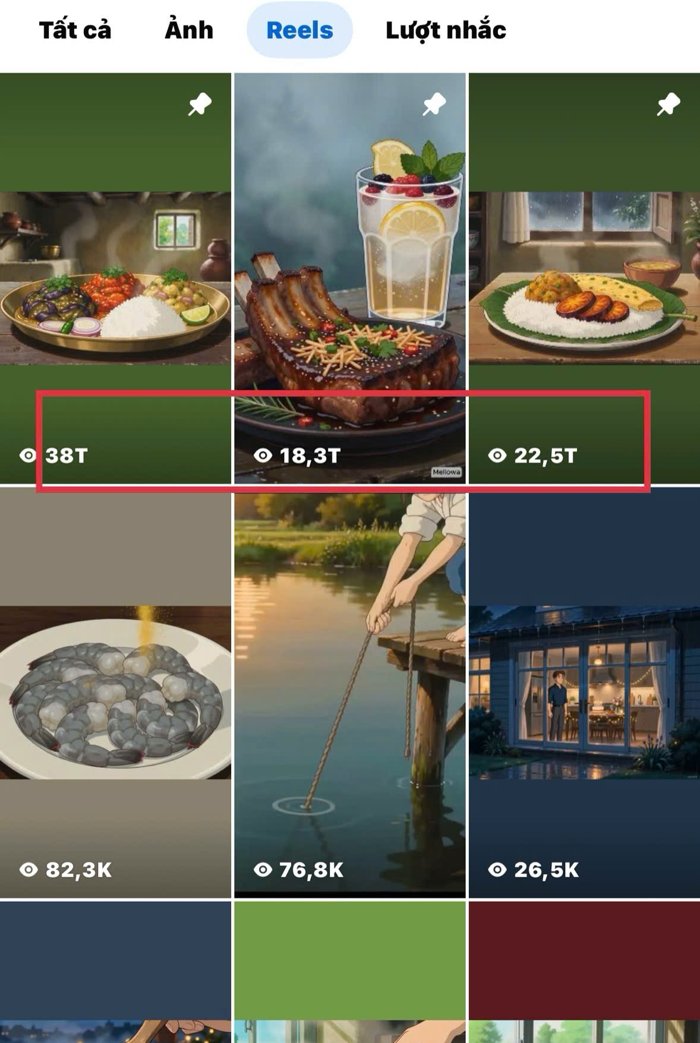 Tất cả Ảnh Reels Lượt nhắc
38T 18,3T 22,5T
Mellowa
82,3K 76,8K 26,5K